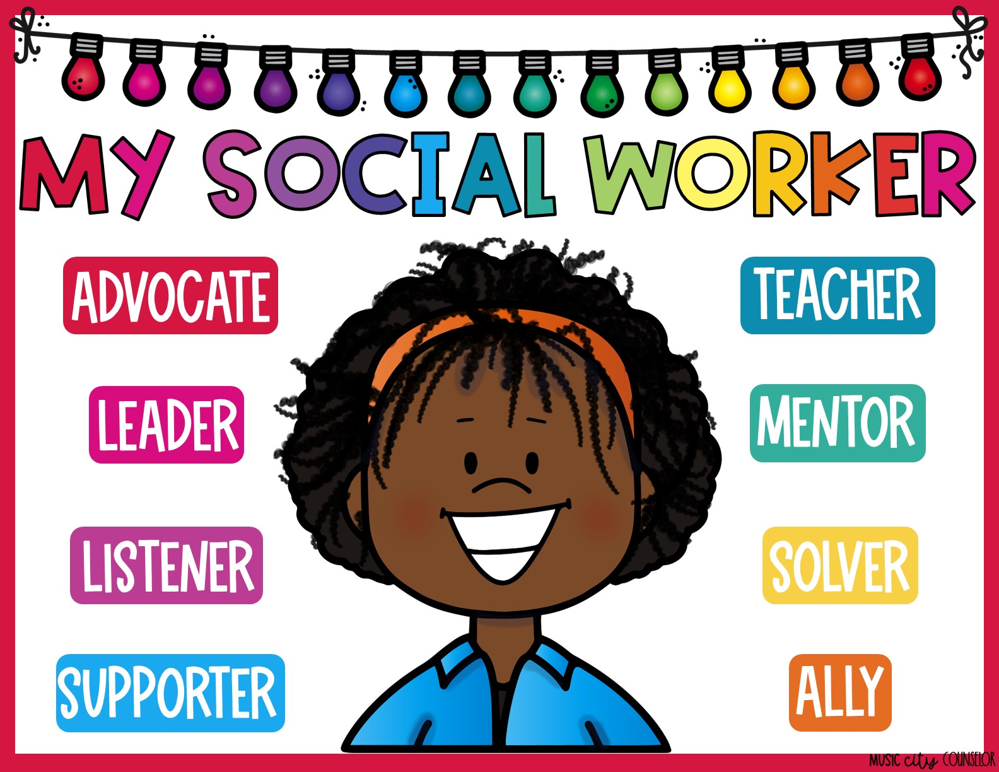 MY SOCIAL WORKER
ADVOCATE
LEADER
LISTENER
SUPPORTER
TEACHER
MENTOR
SOLVER
ALLY
MUSIC city COUNSELOR